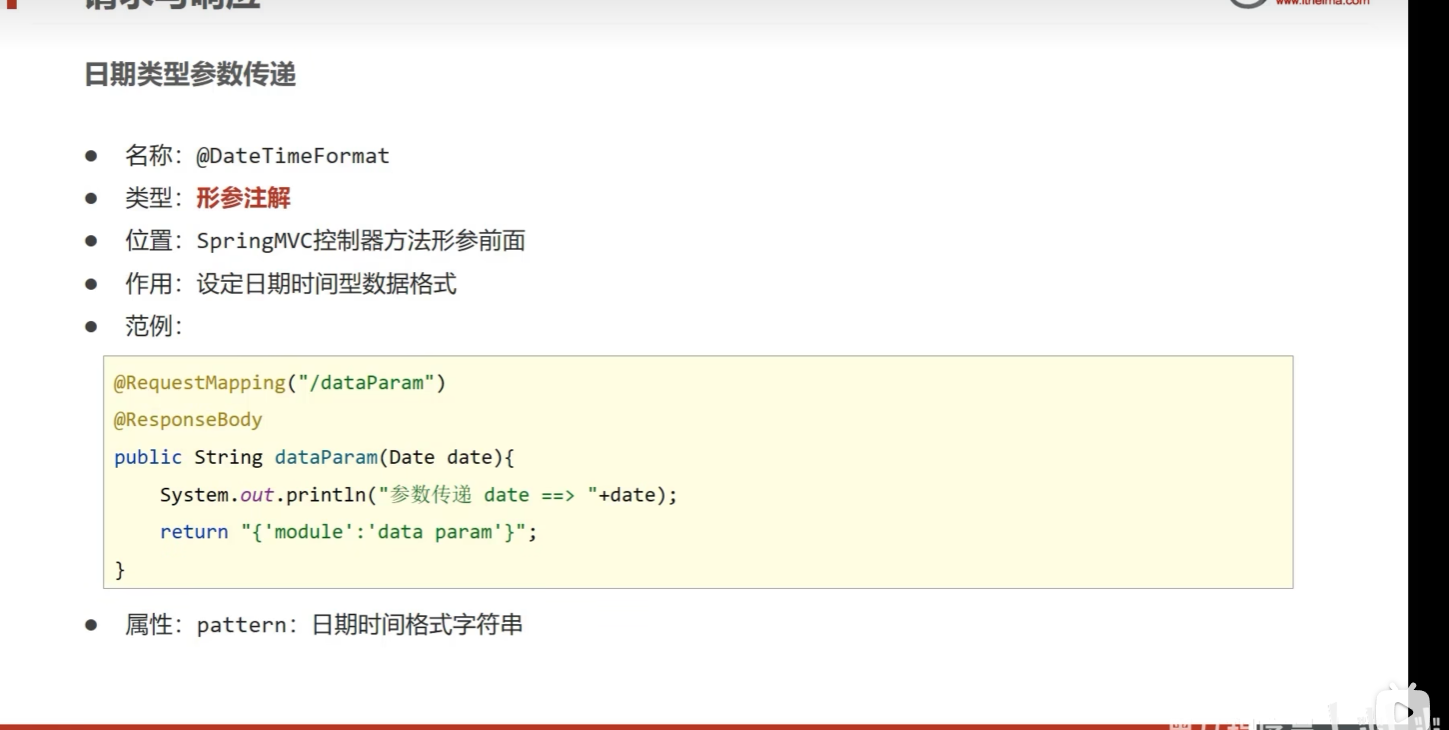 请求与响应
www.itheima.com
日期类型参数传递
● 名称：@DateTimeFormat
● 类型：形参注解
● 位置：SpringMVC控制器方法形参前面
● 作用：设定日期时间型数据格式
● 范例：
@RequestMapping("/dataParam")
@ResponseBody
public String dataParam(Date date){
System.out.println("参数传递 date ==> "+date);
return "{'module':'data param'}";
}
● 属性：pattern：日期时间格式字符串